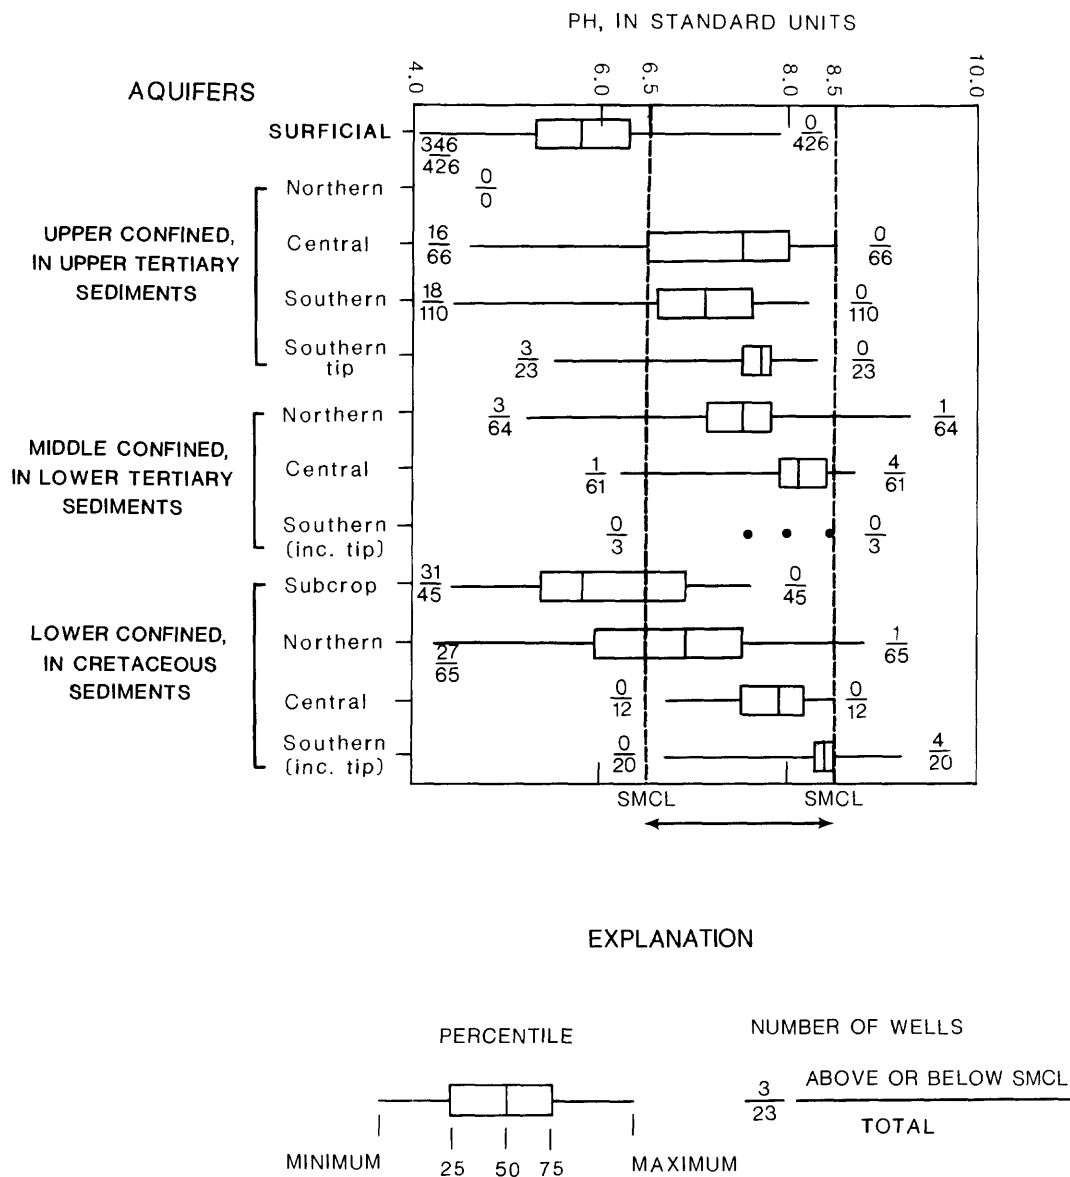 PH, IN STANDARD UNITS
4.0 6.0 6.5 8.0 8.5 10.0
AQUIFERS
SURFICIAL
346
426
0
426
Northern
0
0
UPPER CONFINED,
IN UPPER TERTIARY
SEDIMENTS
Central
16
66
0
66
Southern
18
110
0
110
Southern
tip
3
23
0
23
MIDDLE CONFINED,
IN LOWER TERTIARY
SEDIMENTS
Northern
3
64
1
64
Central
1
61
4
61
Southern
(inc. tip)
0
3
0
3
LOWER CONFINED,
IN CRETACEOUS
SEDIMENTS
Subcrop
31
45
0
45
Northern
27
65
1
65
Central
0
12
0
12
Southern
(inc. tip)
0
20
4
20
SMCL SMCL
EXPLANATION
PERCENTILE
MINIMUM 25 50 75 MAXIMUM
NUMBER OF WELLS
3
23
ABOVE OR BELOW SMCL
TOTAL